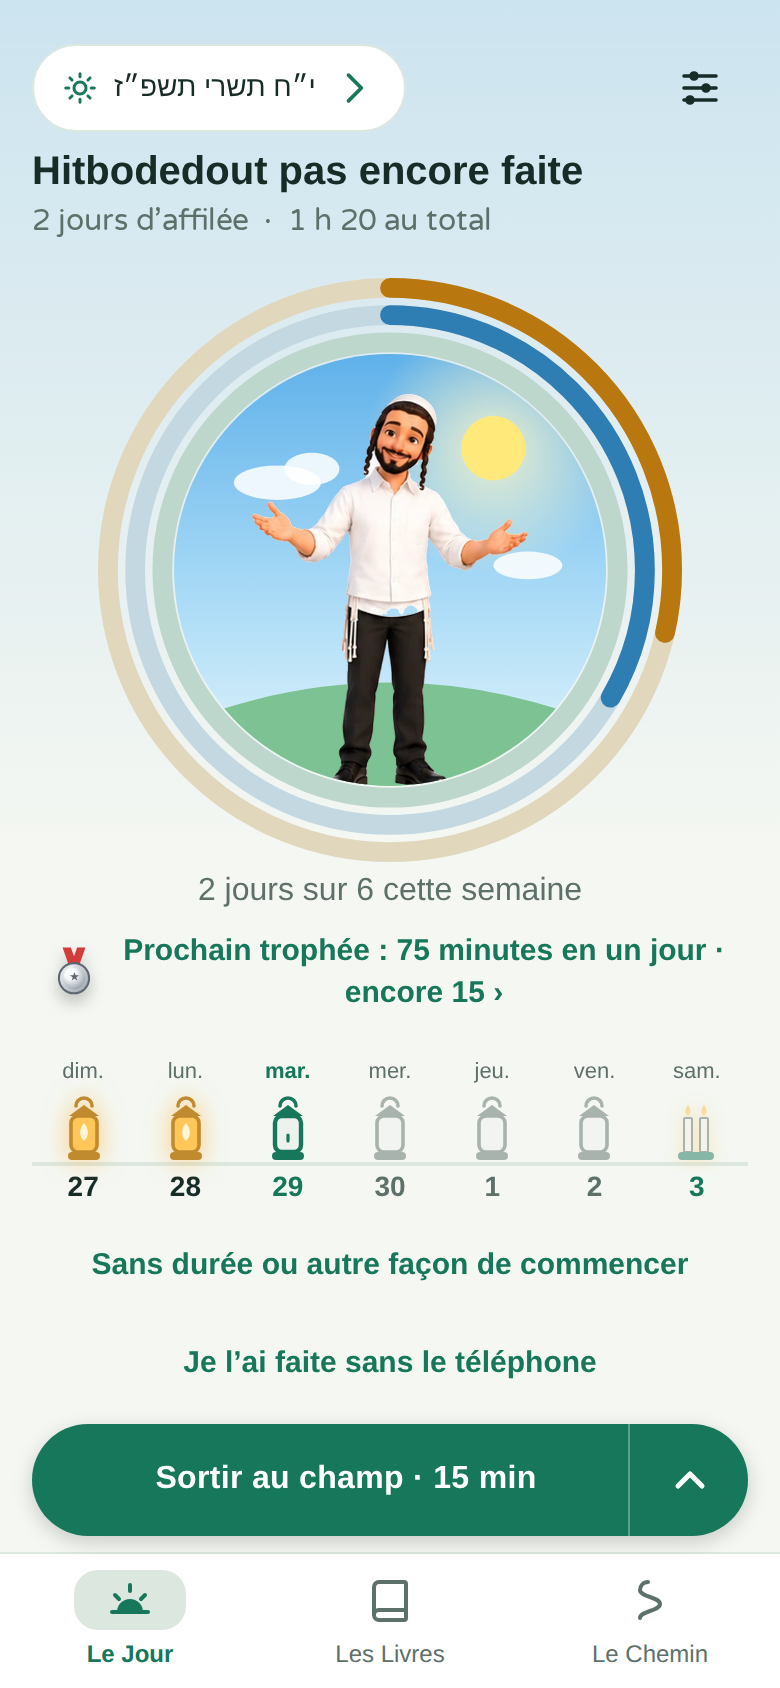 י״ח תשרי תשפ״ז
Hitbodedout pas encore faite
2 jours d’affilée · 1 h 20 au total
2 jours sur 6 cette semaine
Prochain trophée : 75 minutes en un jour ·
encore 15 ›
dim. lun. mar. mer. jeu. ven. sam.
27 28 29 30 1 2 3
Sans durée ou autre façon de commencer
Je l’ai faite sans le téléphone
Sortir au champ · 15 min
Le Jour Les Livres Le Chemin